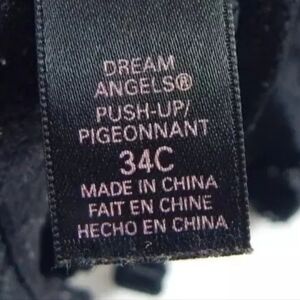 DREAM
ANGELS®
PUSH-UP/
PIGEONNANT
34C
MADE IN CHINA
FAIT EN CHINE
HECHO EN CHINA